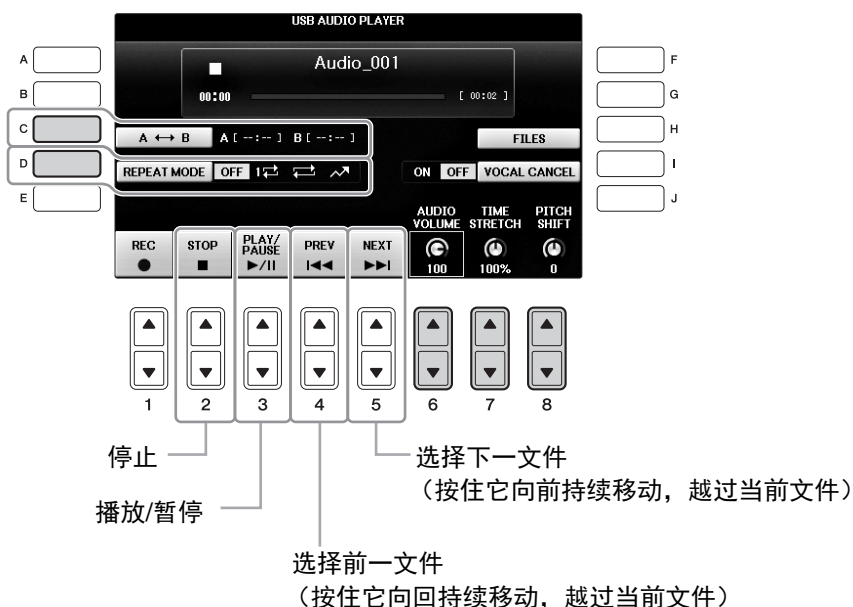 USB AUDIO PLAYER
Audio_001
00:00 [ 00:02 ]
A
B
C
D
E
F
G
H
I
J
A ↔ B A [ --:-- ] B [ --:-- ]
FILES
REPEAT MODE OFF 1
ON OFF VOCAL CANCEL
AUDIO VOLUME
TIME STRETCH
PITCH SHIFT
100
100%
0
REC
●
STOP
■
PLAY/PAUSE
▶/II
PREV
I◀◀
NEXT
▶▶I
1 2 3 4 5 6 7 8
停止
播放/暂停
选择前一文件
（按住它向回持续移动，越过当前文件）
选择下一文件
（按住它向前持续移动，越过当前文件）